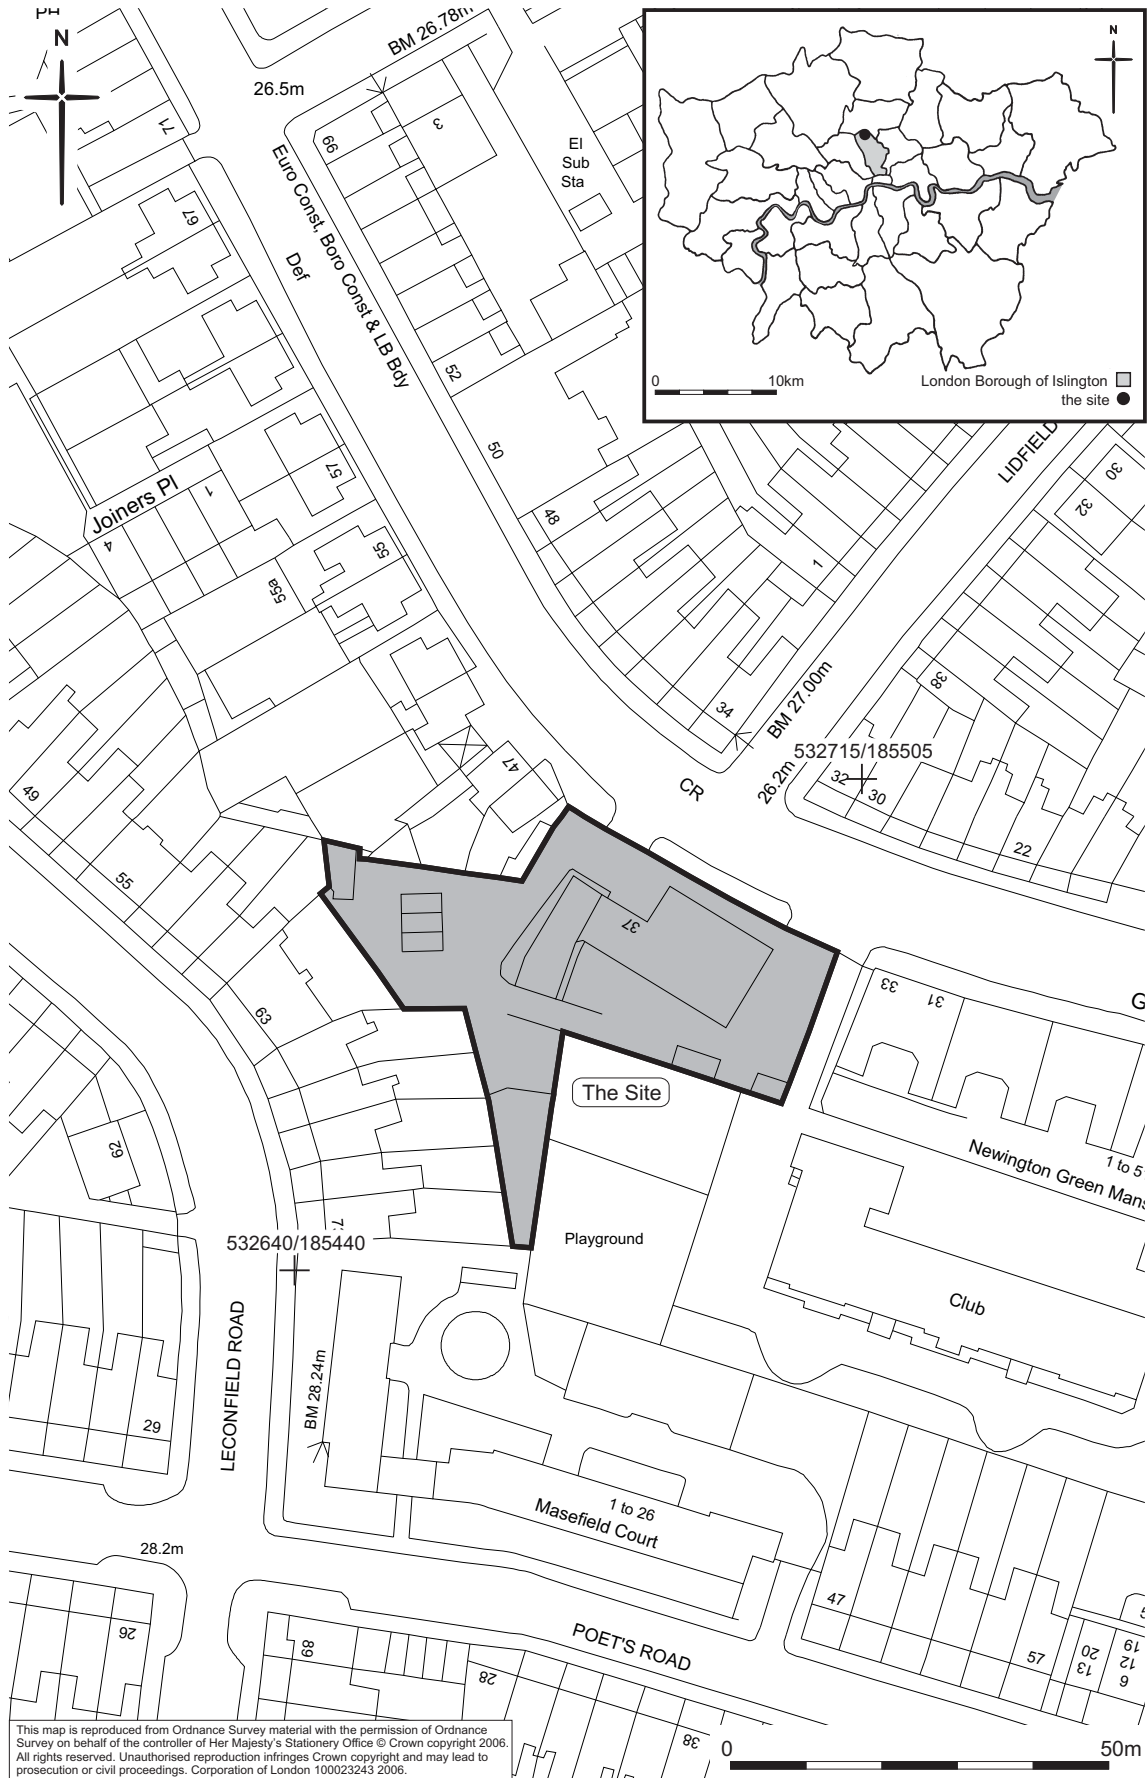 PH
N
BM 26.78m
26.5m
71
66
3
El
Sub
Sta
Euro Const, Boro Const & LB Bdy
Def
67
52
50
57
Joiners Pl
1
4
48
55
55a
1
N
0 10km
London Borough of Islington
the site
LIDFIELD
30
32
38
34
BM 27.00m
532715/185505
26.2m
32
30
CR
47
22
49
55
37
63
33
31
G
The Site
62
Newington Green Mans
1 to 5
Playground
532640/185440
Club
LECONFIELD ROAD
BM 28.24m
29
1 to 26
Masefield Court
28.2m
47
26
89
POET'S ROAD
57
28
38
20
13
19
12
6
This map is reproduced from Ordnance Survey material with the permission of Ordnance
Survey on behalf of the controller of Her Majesty's Stationery Office © Crown copyright 2006.
All rights reserved. Unauthorised reproduction infringes Crown copyright and may lead to
prosecution or civil proceedings. Corporation of London 100023243 2006.
0 50m